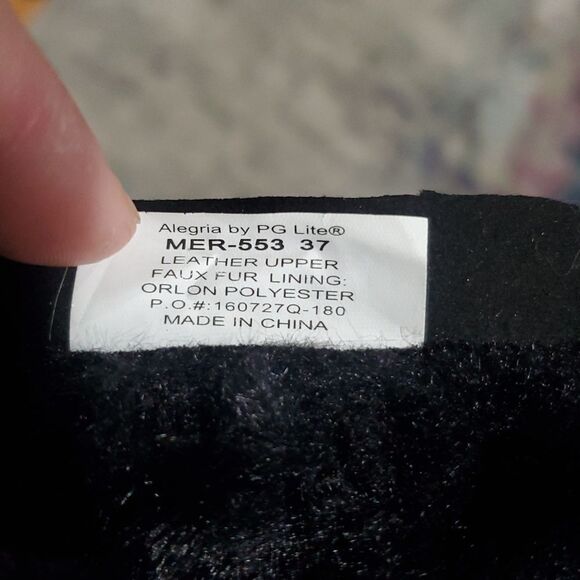 Alegria by PG Lite®
MER-553 37
LEATHER UPPER
FAUX FUR LINING:
ORLON POLYESTER
P.O.#:160727Q-180
MADE IN CHINA